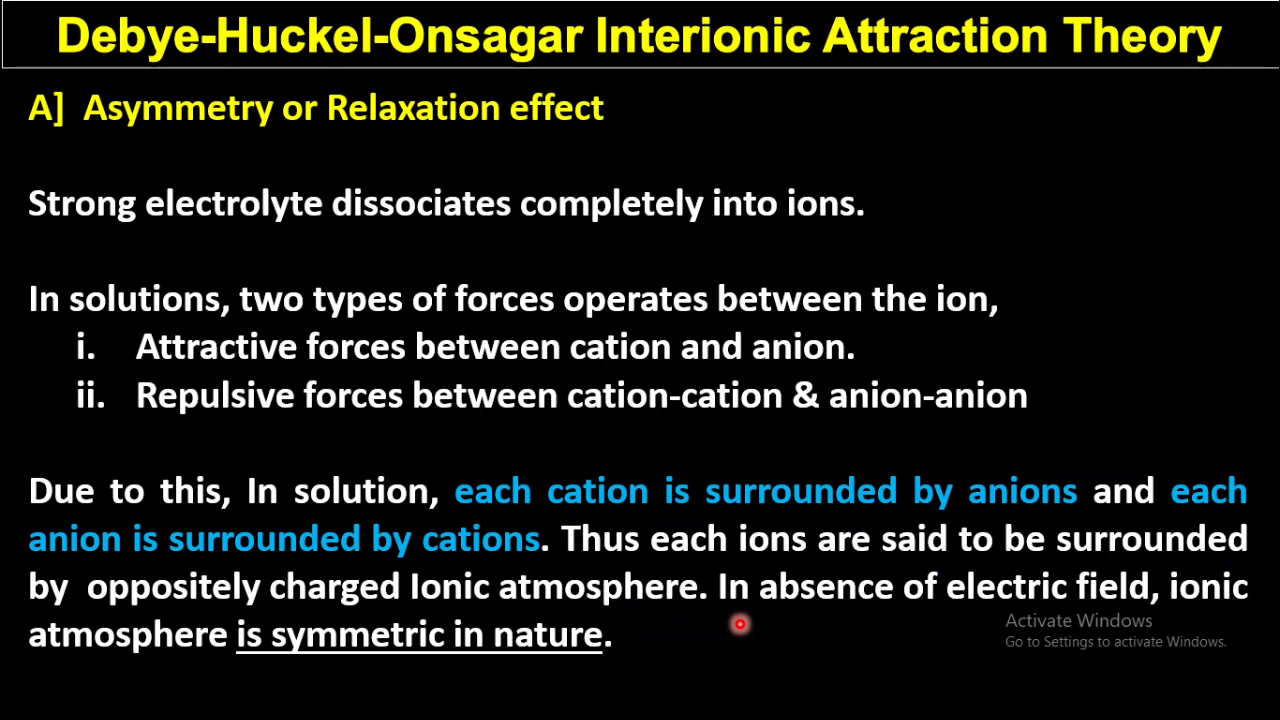 Debye-Huckel-Onsagar Interionic Attraction Theory
A] Asymmetry or Relaxation effect
Strong electrolyte dissociates completely into ions.
In solutions, two types of forces operates between the ion,
i. Attractive forces between cation and anion.
ii. Repulsive forces between cation-cation & anion-anion
Due to this, In solution, each cation is surrounded by anions and each
anion is surrounded by cations. Thus each ions are said to be surrounded
by oppositely charged Ionic atmosphere. In absence of electric field, ionic
atmosphere is symmetric in nature.
Activate Windows
Go to Settings to activate Windows.